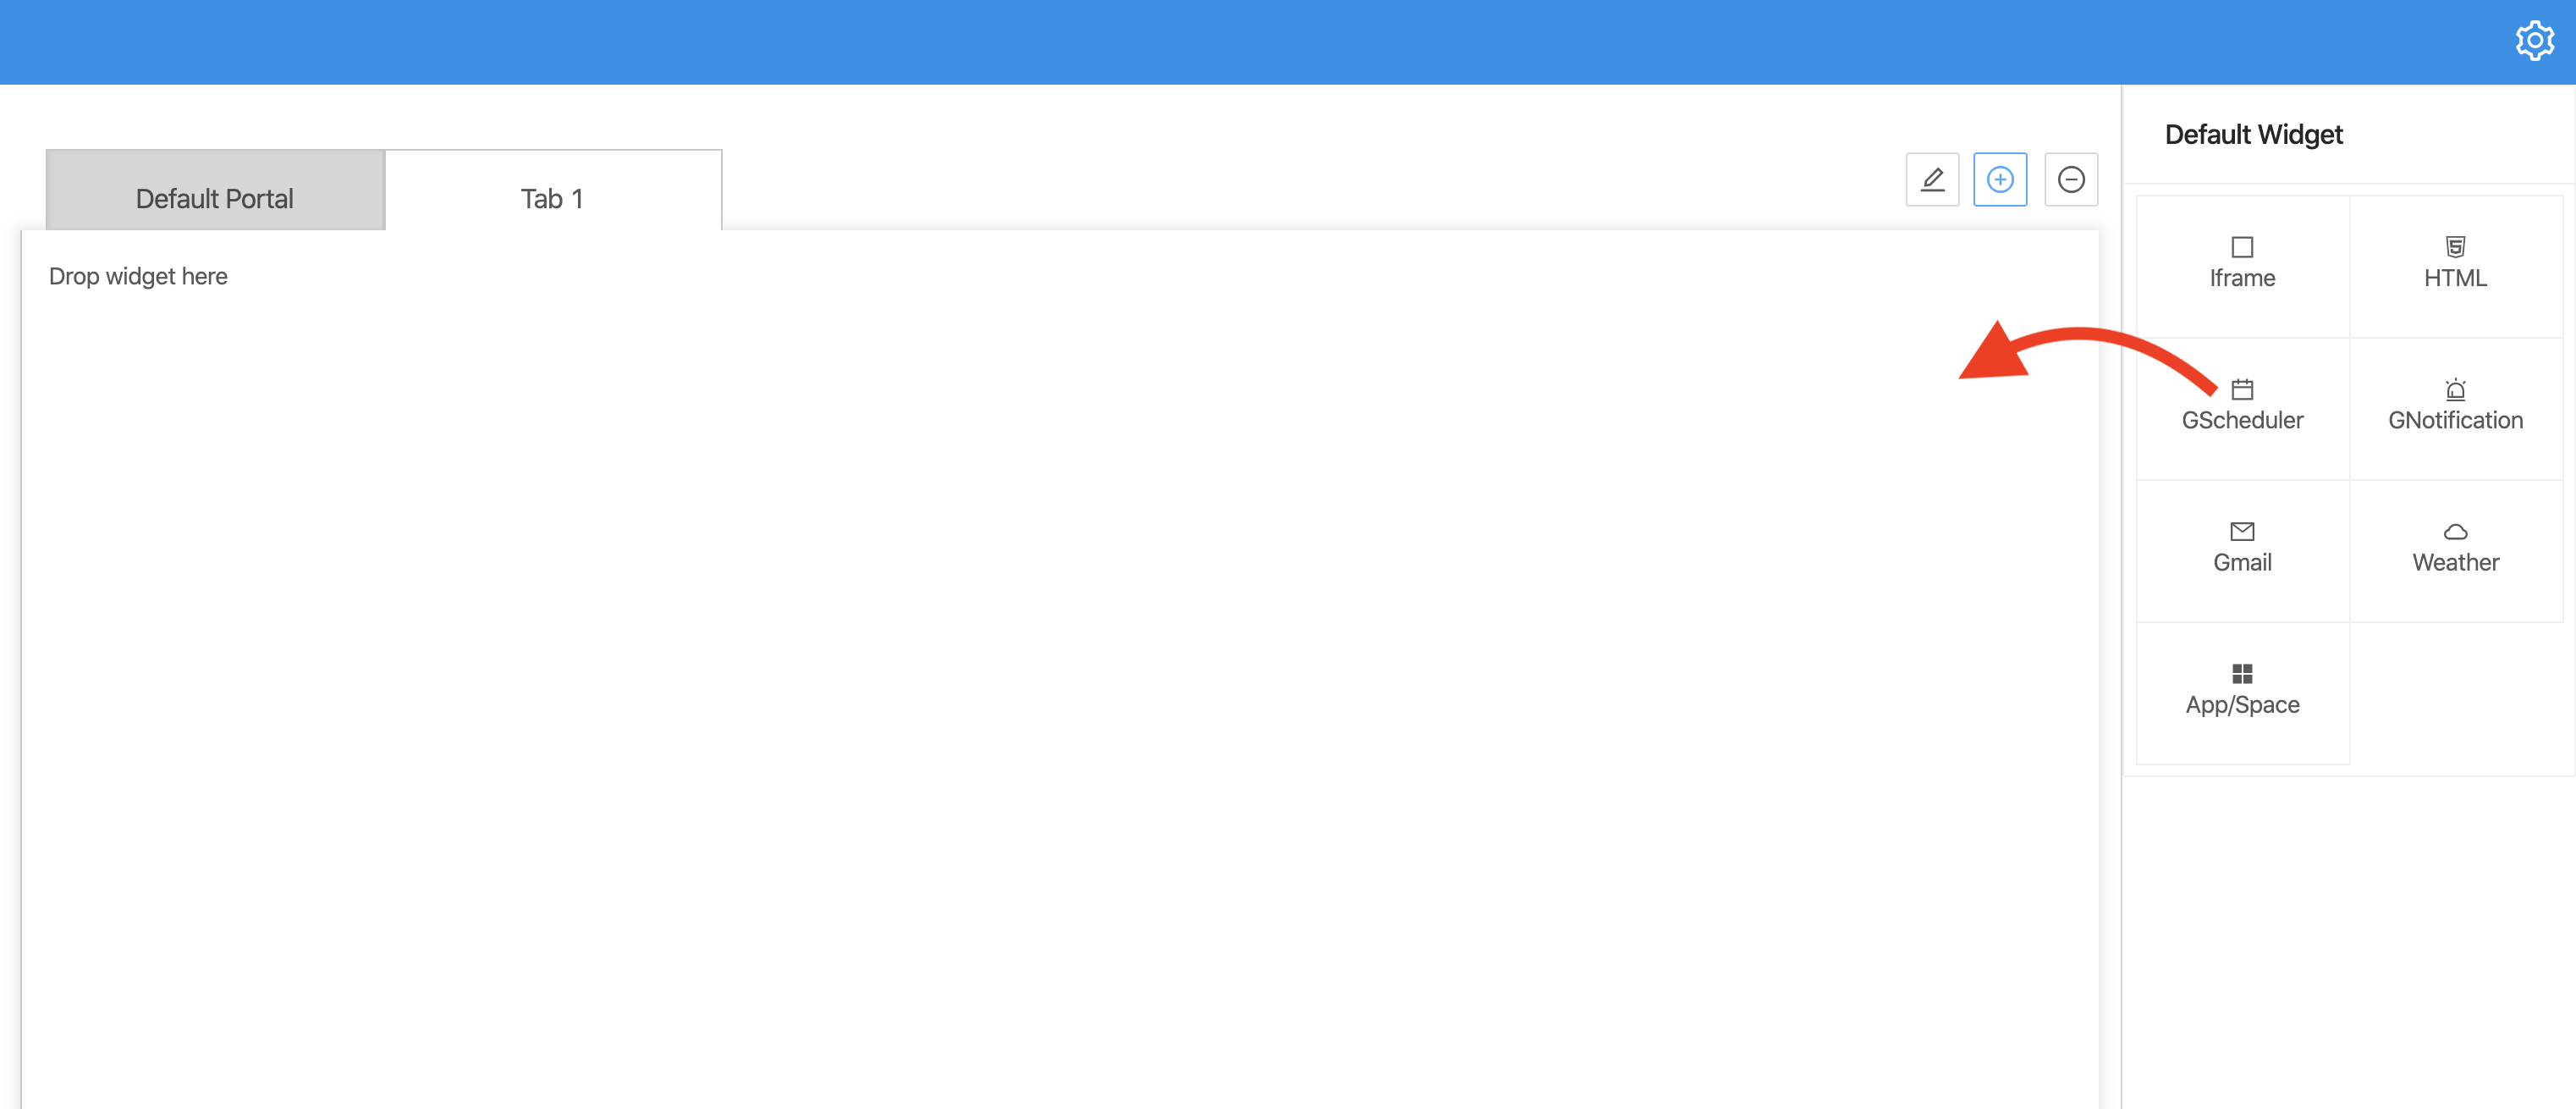 Default Portal
Tab 1
Drop widget here
Default Widget
Iframe
HTML
GScheduler
GNotification
Gmail
Weather
App/Space